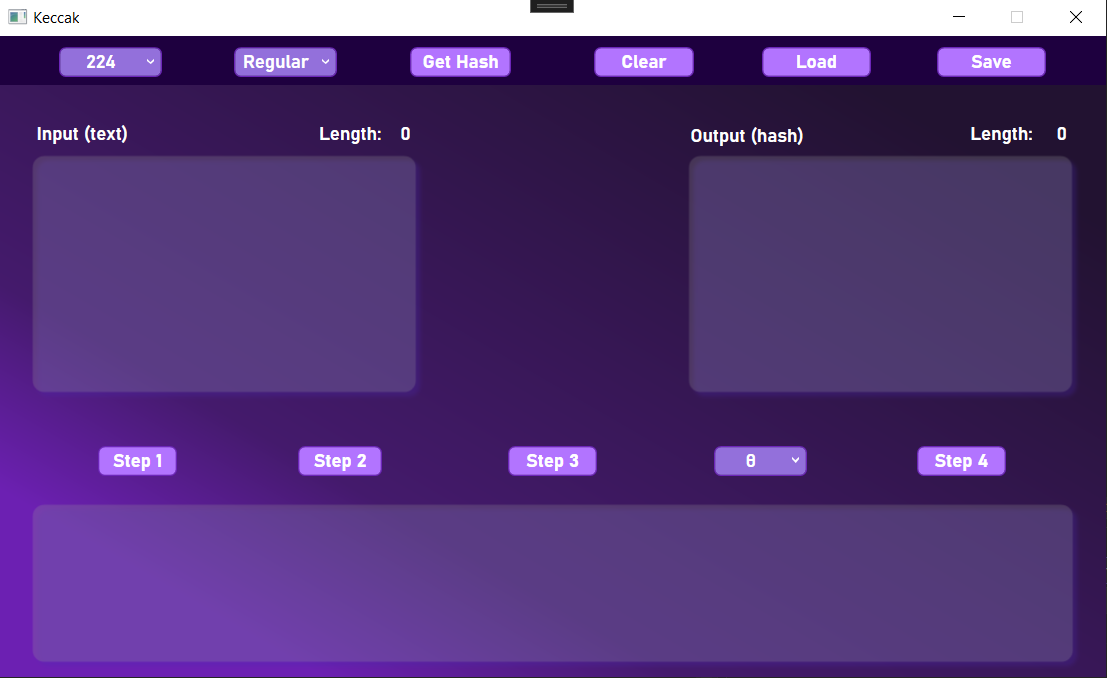 Keccak
224 Regular Get Hash Clear Load Save
Input (text) Length: 0 Output (hash) Length: 0
Step 1 Step 2 Step 3 θ Step 4